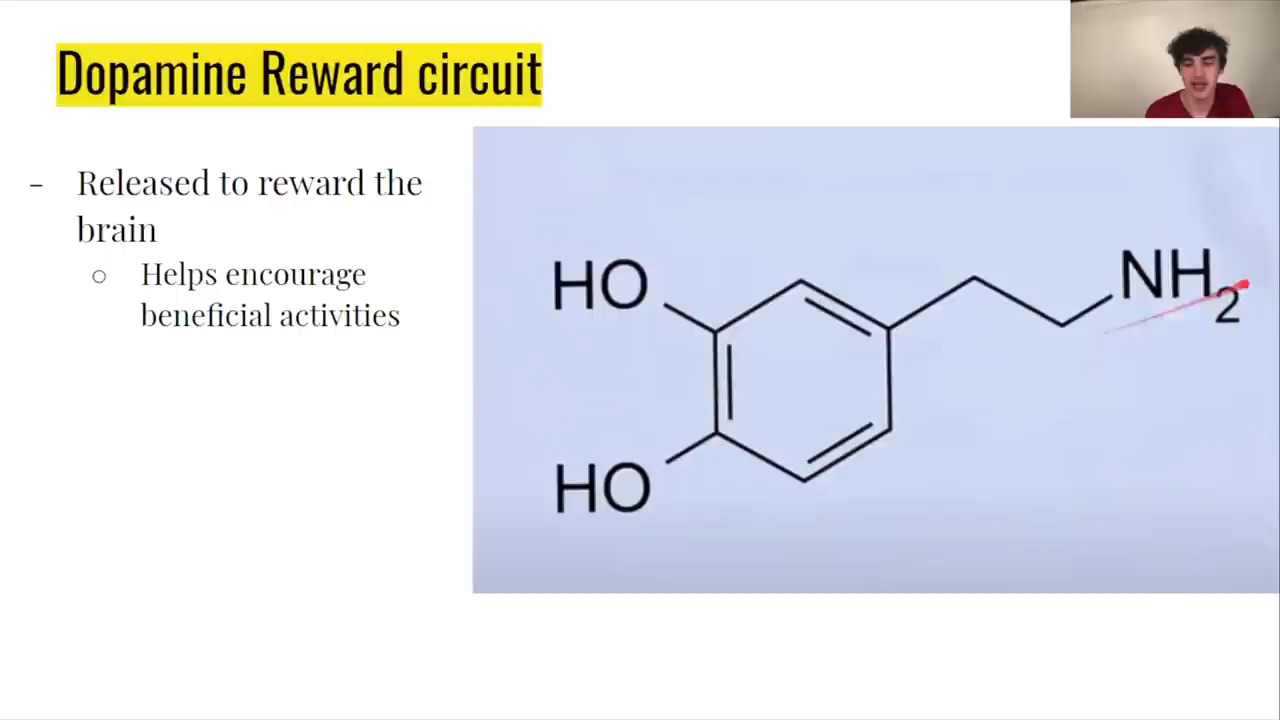 Dopamine Reward circuit
- Released to reward the
brain
○ Helps encourage
beneficial activities
HO
NH2
HO